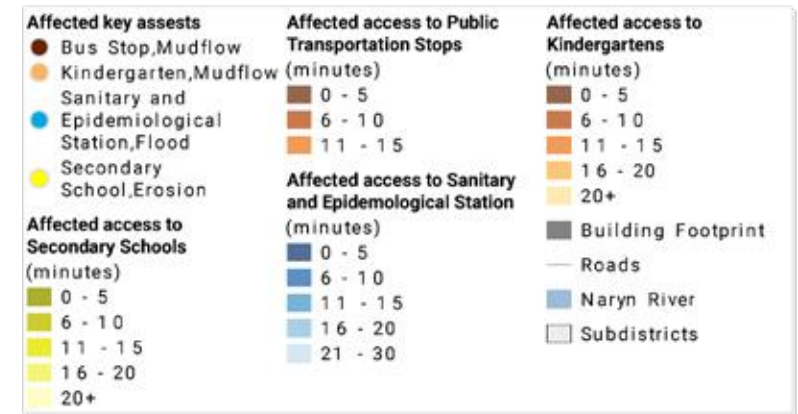 Affected key assests
Bus Stop,Mudflow
Kindergarten,Mudflow
Sanitary and
Epidemiological
Station,Flood
Secondary
School,Erosion
Affected access to
Secondary Schools
(minutes)
0 - 5
6 - 10
11 - 15
16 - 20
20+
Affected access to Public
Transportation Stops
(minutes)
0 - 5
6 - 10
11 - 15
Affected access to Sanitary
and Epidemological Station
(minutes)
0 - 5
6 - 10
11 - 15
16 - 20
21 - 30
Affected access to
Kindergartens
(minutes)
0 - 5
6 - 10
11 - 15
16 - 20
20+
Building Footprint
Roads
Naryn River
Subdistricts